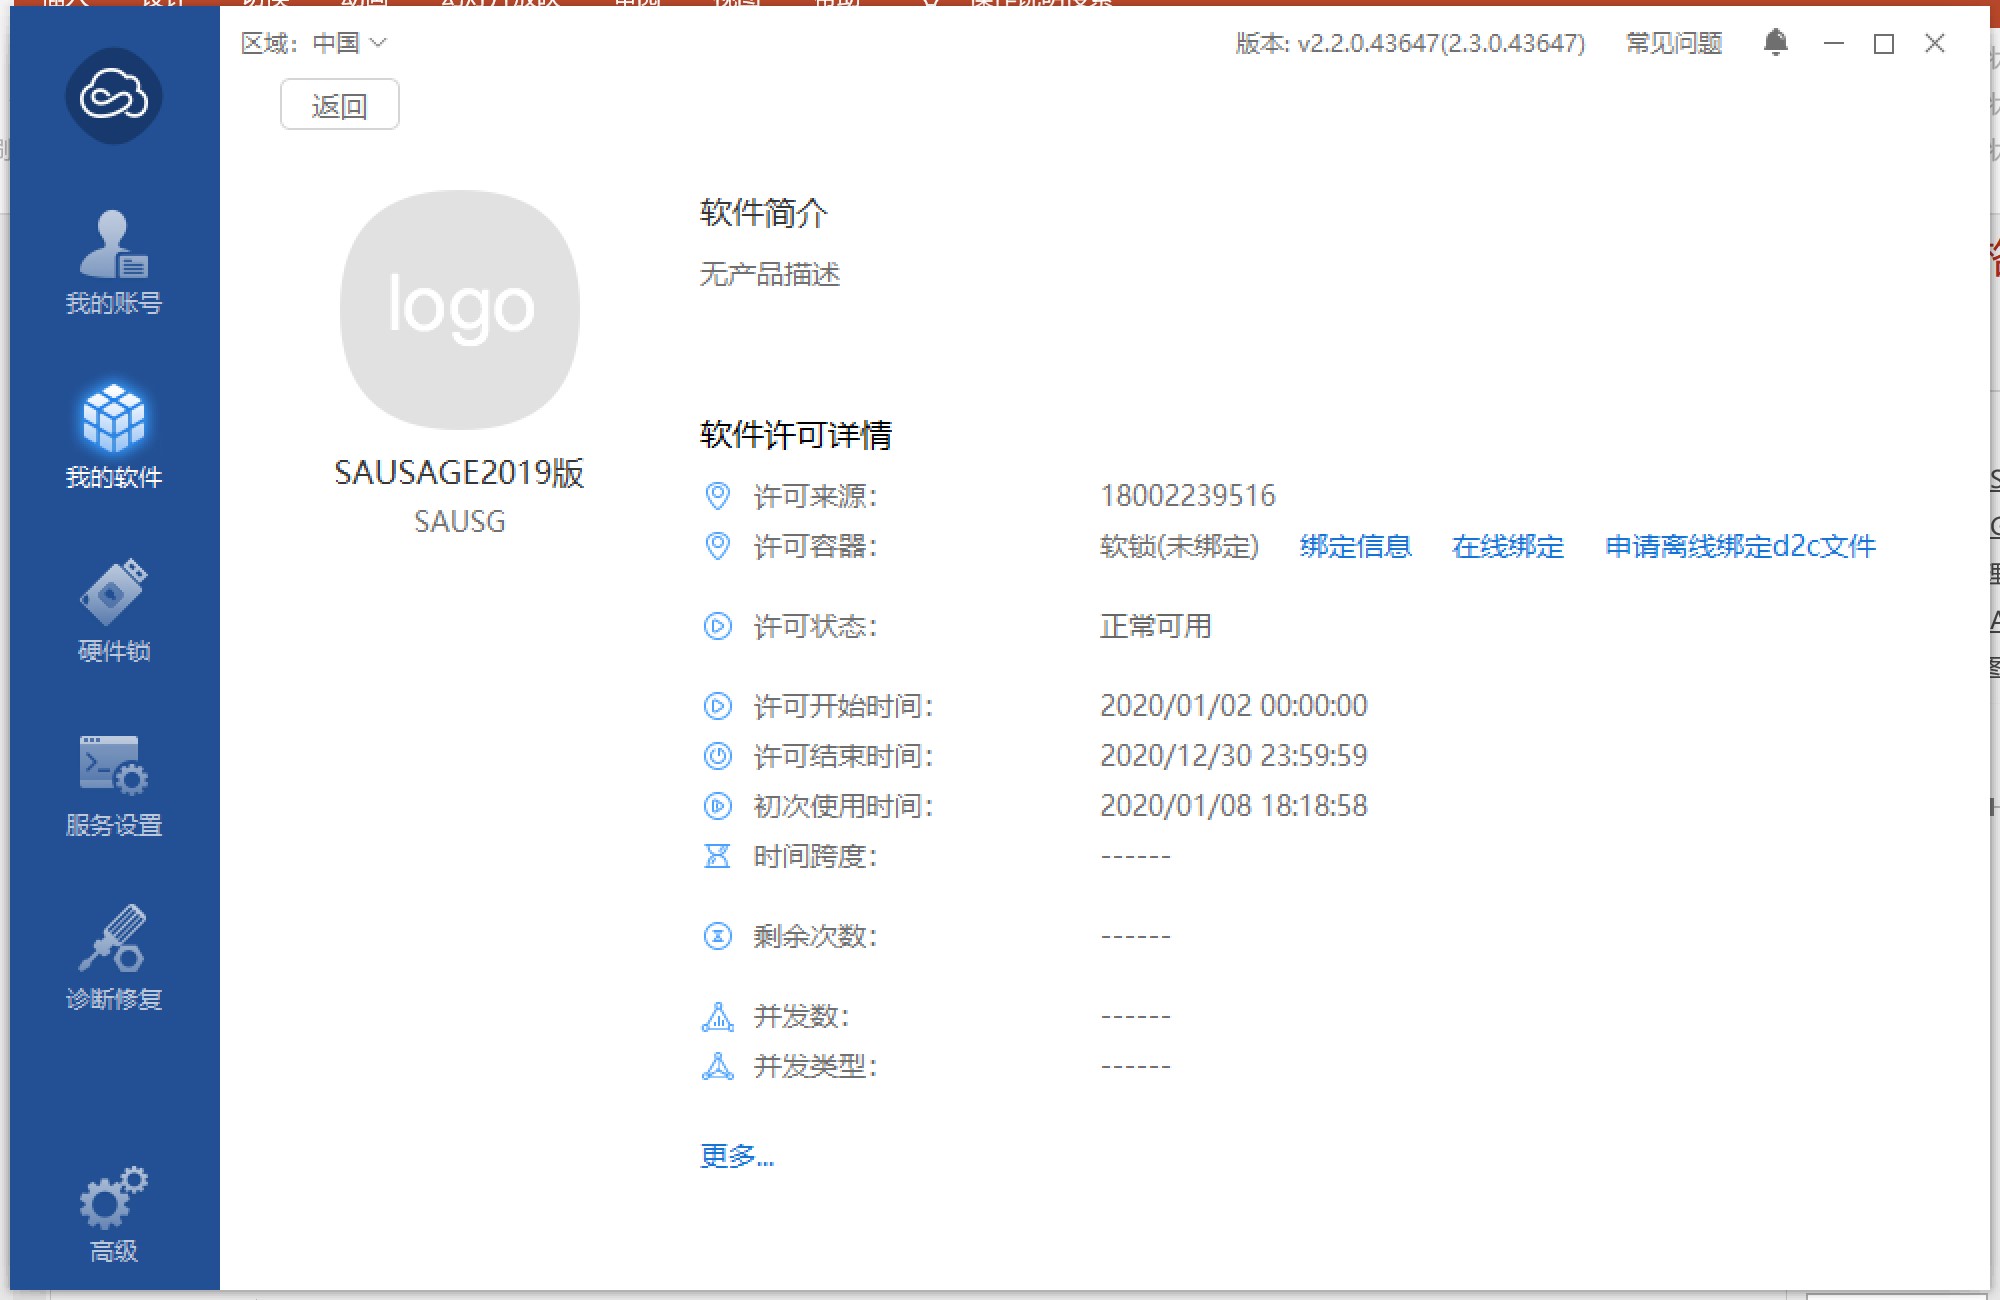 区域: 中国
版本: v2.2.0.43647(2.3.0.43647)
常见问题
返回
logo
SAUSAGE2019版
SAUSG
我的账号
我的软件
硬件锁
服务设置
诊断修复
高级
软件简介
无产品描述
软件许可详情
许可来源: 18002239516
许可容器: 软锁(未绑定) 绑定信息 在线绑定 申请离线绑定d2c文件
许可状态: 正常可用
许可开始时间: 2020/01/02 00:00:00
许可结束时间: 2020/12/30 23:59:59
初次使用时间: 2020/01/08 18:18:58
时间跨度: ------
剩余次数: ------
并发数: ------
并发类型: ------
更多...